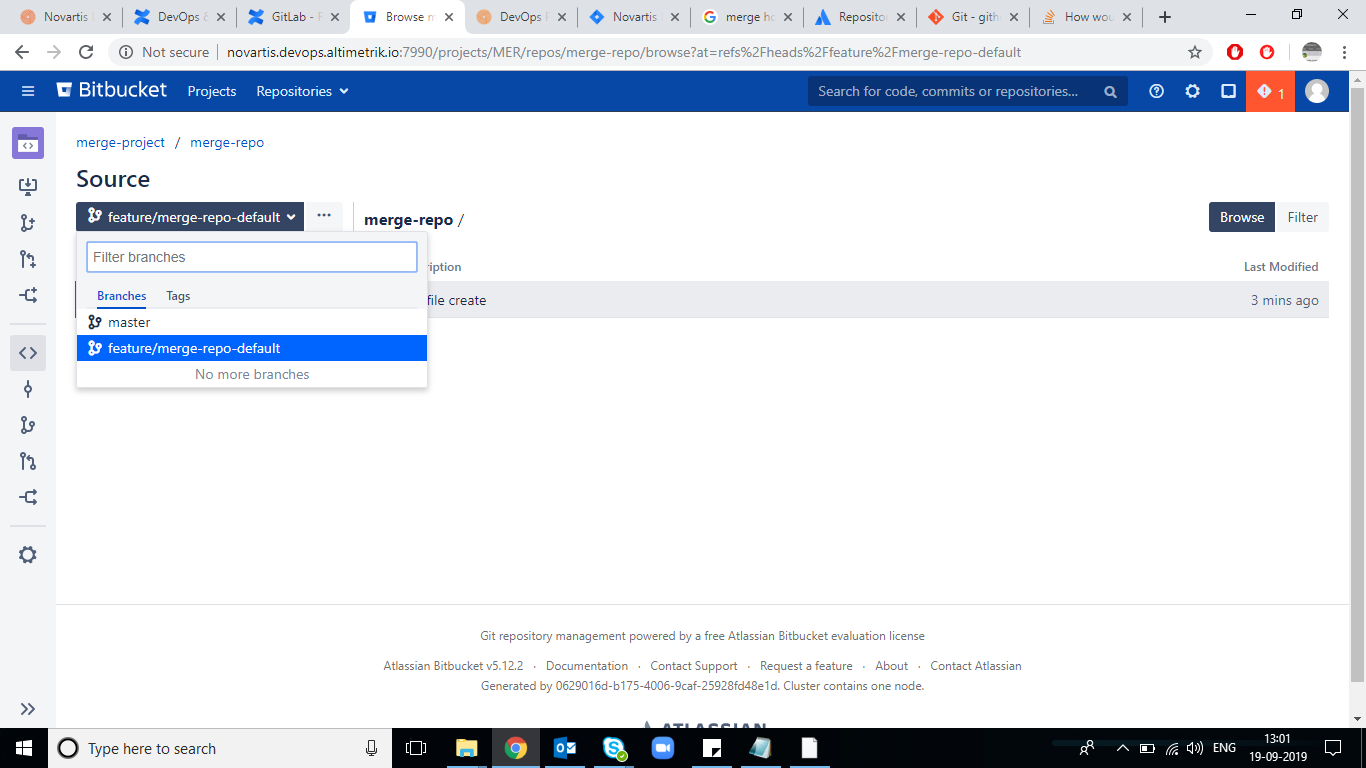 Novartis
DevOps &
GitLab - F
Browse m
DevOps F
Novartis
merge ho
Reposito
Git - gith
How wou
Not secure
novartis.devops.altimetrik.io:7990/projects/MER/repos/merge-repo/browse?at=refs%2Fheads%2Ffeature%2Fmerge-repo-default
Bitbucket
Projects
Repositories
Search for code, commits or repositories...
1
merge-project / merge-repo
Source
feature/merge-repo-default
...
merge-repo /
Browse
Filter
Filter branches
ription
Last Modified
Branches
Tags
file create
3 mins ago
master
feature/merge-repo-default
No more branches
Git repository management powered by a free Atlassian Bitbucket evaluation license
Atlassian Bitbucket v5.12.2 · Documentation · Contact Support · Request a feature · About · Contact Atlassian
Generated by 0629016d-b175-4006-9caf-25928fd48e1d. Cluster contains one node.
ATLASSIAN
Type here to search
ENG
13:01
19-09-2019